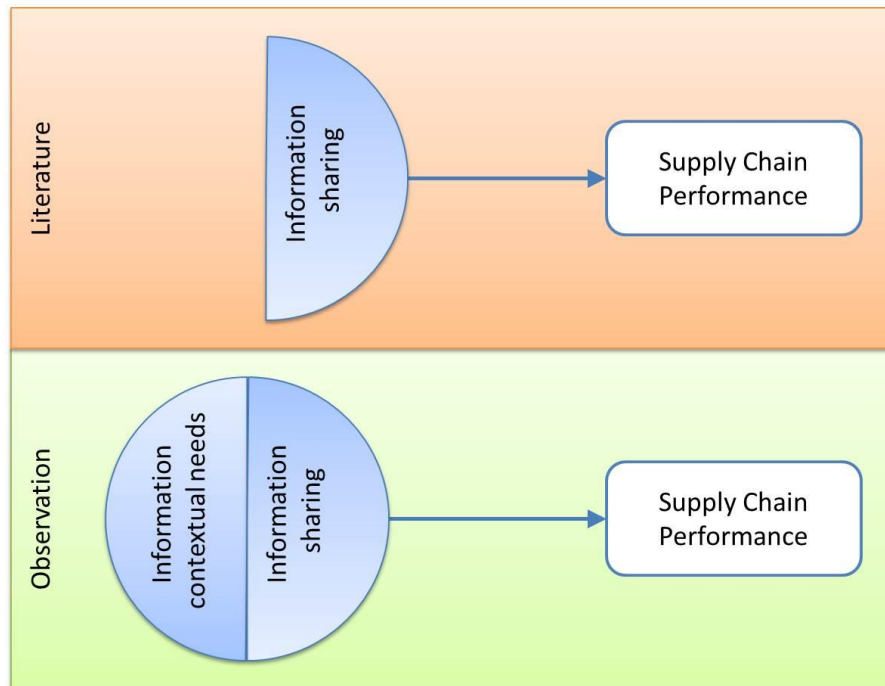 Literature
Information
sharing
Supply Chain
Performance
Observation
Information
contextual needs
Information
sharing
Supply Chain
Performance